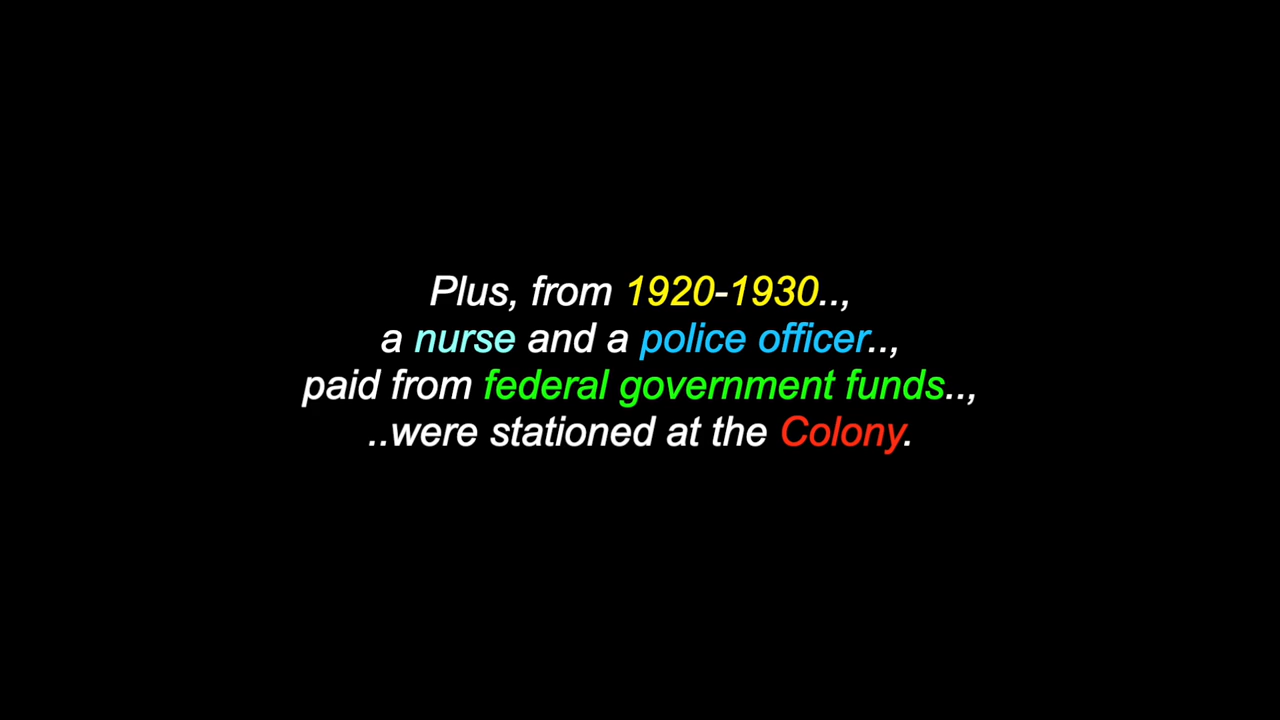 Plus, from 1920-1930..,
a nurse and a police officer..,
paid from federal government funds..,
..were stationed at the Colony.